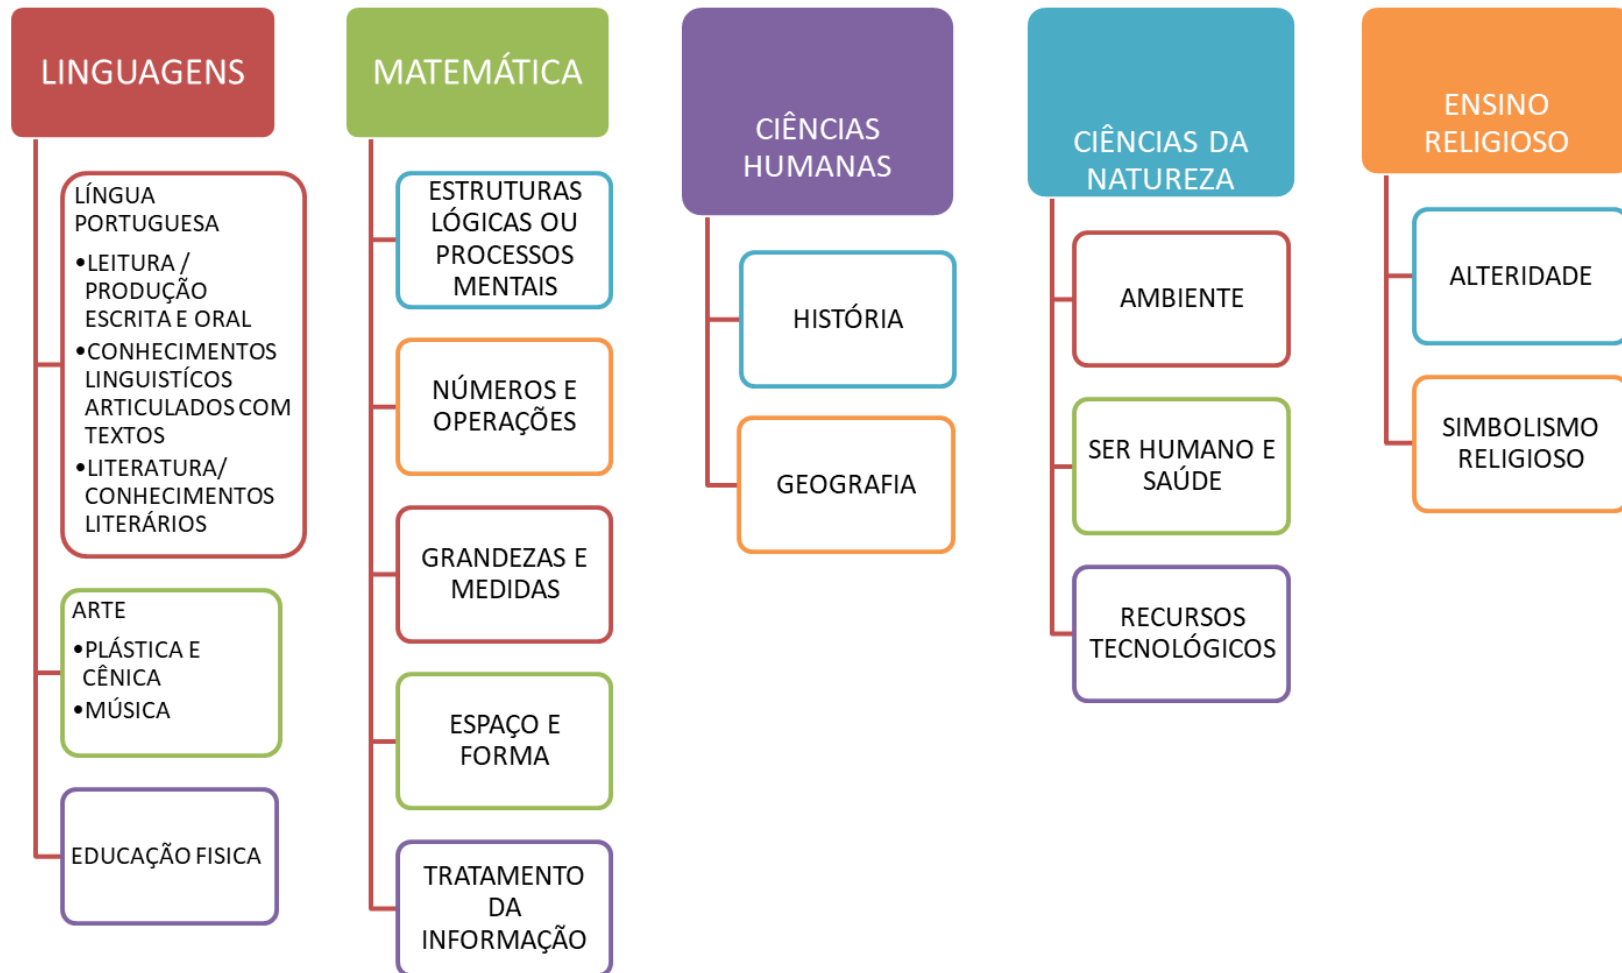 LINGUAGENS
LÍNGUA
PORTUGUESA
•LEITURA /
PRODUÇÃO
ESCRITA E ORAL
•CONHECIMENTOS
LINGUISTÍCOS
ARTICULADOS COM
TEXTOS
•LITERATURA/
CONHECIMENTOS
LITERÁRIOS
ARTE
•PLÁSTICA E
CÊNICA
•MÚSICA
EDUCAÇÃO FISICA
MATEMÁTICA
ESTRUTURAS
LÓGICAS OU
PROCESSOS
MENTAIS
NÚMEROS E
OPERAÇÕES
GRANDEZAS E
MEDIDAS
ESPAÇO E
FORMA
TRATAMENTO
DA
INFORMAÇÃO
CIÊNCIAS
HUMANAS
HISTÓRIA
GEOGRAFIA
CIÊNCIAS DA
NATUREZA
AMBIENTE
SER HUMANO E
SAÚDE
RECURSOS
TECNOLÓGICOS
ENSINO
RELIGIOSO
ALTERIDADE
SIMBOLISMO
RELIGIOSO